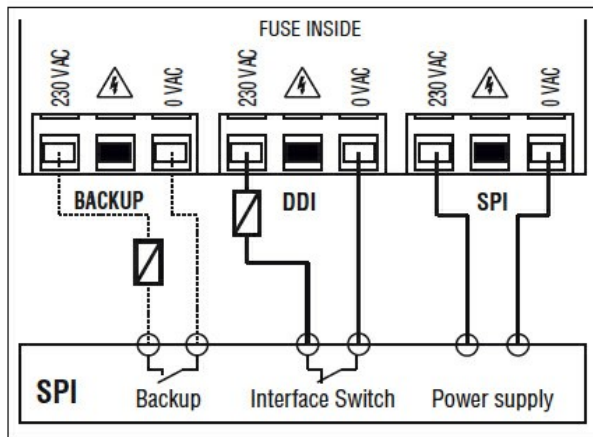 FUSE INSIDE
230 VAC 0 VAC 230 VAC 0 VAC 230 VAC 0 VAC
BACKUP DDI SPI
SPI Backup Interface Switch Power supply